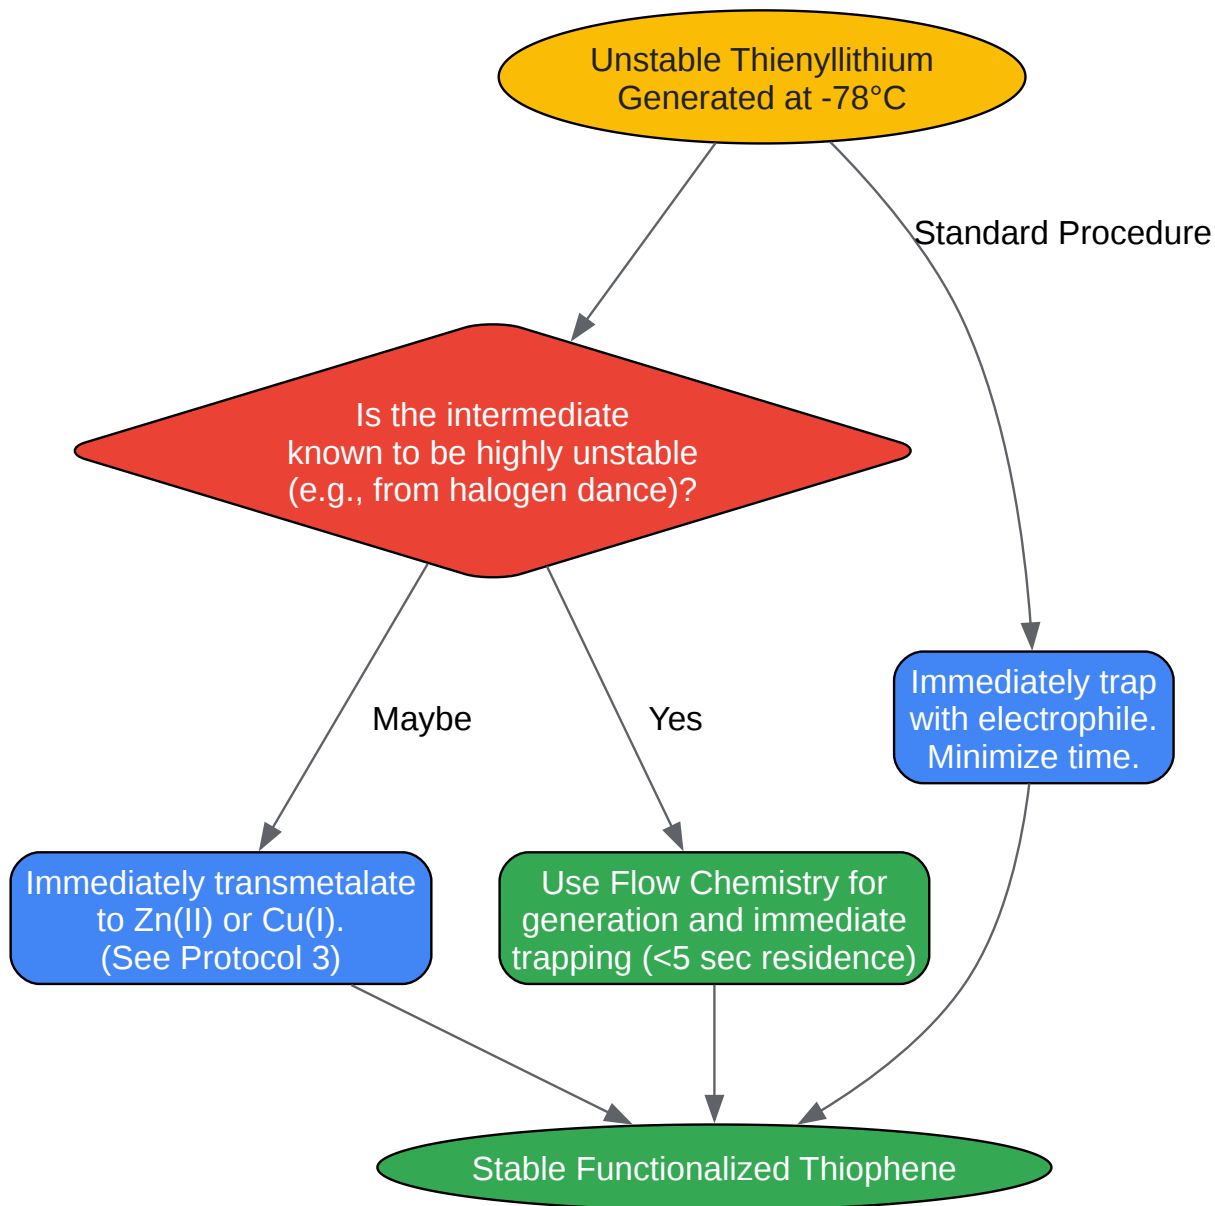 Unstable Thienyllithium
Generated at -78°C
Standard Procedure
Is the intermediate
known to be highly unstable
(e.g., from halogen dance)?
Immediately trap
with electrophile.
Minimize time.
Maybe
Yes
Immediately transmetalate
to Zn(II) or Cu(I).
(See Protocol 3)
Use Flow Chemistry for
generation and immediate
trapping (<5 sec residence)
Stable Functionalized Thiophene